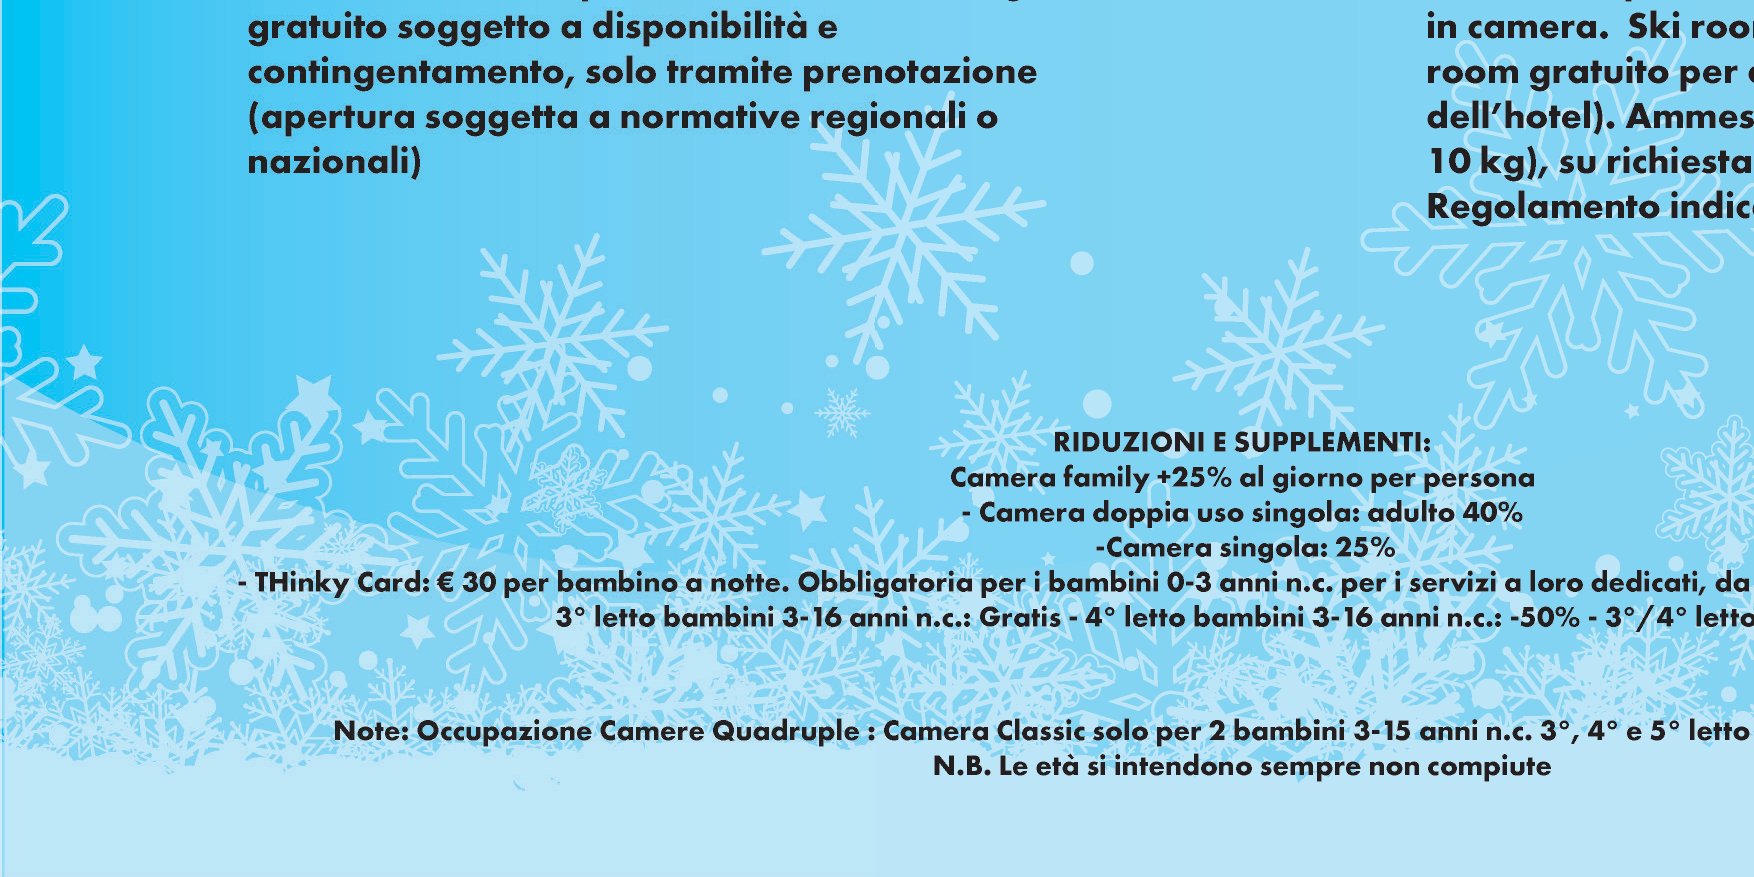 gratuito soggetto a disponibilità e
contingentamento, solo tramite prenotazione
(apertura soggetta a normative regionali o
nazionali)
in camera. Ski
room gratuito per
dell'hotel).
10 kg), su richiesta
Regolamento
RIDUZIONI E SUPPLEMENTI:
Camera family +25% al giorno per persona
- Camera doppia uso singola: adulto 40%
-Camera singola: 25%
- THinky Card: € 30 per bambino a notte. Obbligatoria per i bambini 0-3 anni n.c. per i servizi a loro dedicati, da
3° letto bambini 3-16 anni n.c.: Gratis - 4° letto bambini 3-16 anni n.c.: -50% - 3°/4° letto
Note: Occupazione Camere Quadruple : Camera Classic solo per 2 bambini 3-15 anni n.c. 3°, 4° e 5° letto
N.B. Le età si intendono sempre non compiute